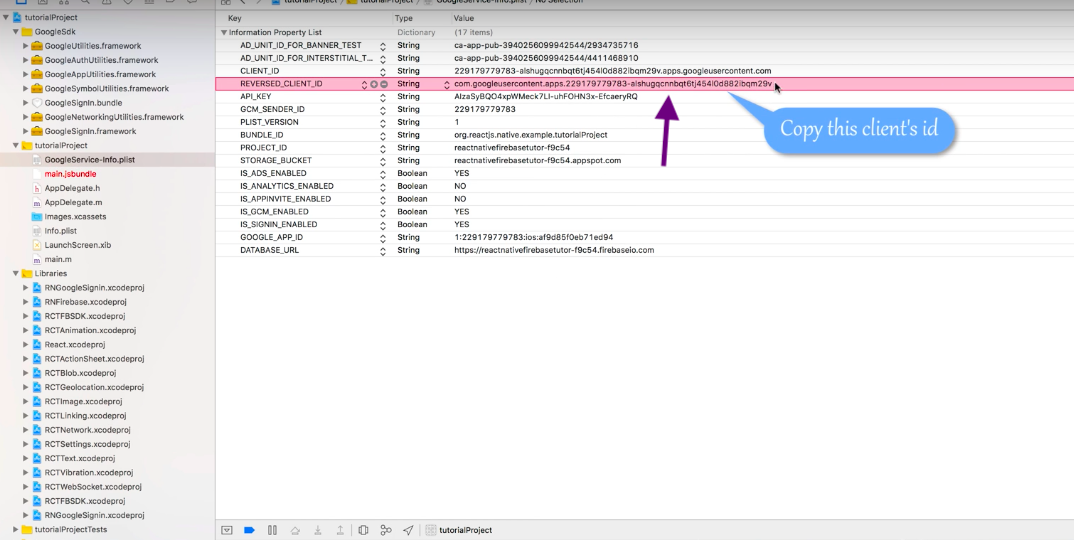 tutorialProject
tutorialProject
GoogleService-Info.plist
No Selection
tutorialProject
GoogleSdk
GoogleUtilities.framework
GoogleAuthUtilities.framework
GoogleAppUtilities.framework
GoogleSymbolUtilities.framework
GoogleSignIn.bundle
GoogleNetworkingUtilities.framework
GoogleSignIn.framework
tutorialProject
GoogleService-Info.plist
main.jsbundle
AppDelegate.h
AppDelegate.m
Images.xcassets
Info.plist
LaunchScreen.xib
main.m
Libraries
RNGoogleSignin.xcodeproj
RNFirebase.xcodeproj
RCTFBSDK.xcodeproj
RCTAnimation.xcodeproj
React.xcodeproj
RCTActionSheet.xcodeproj
RCTBlob.xcodeproj
RCTGeolocation.xcodeproj
RCTImage.xcodeproj
RCTLinking.xcodeproj
RCTNetwork.xcodeproj
RCTSettings.xcodeproj
RCTText.xcodeproj
RCTVibration.xcodeproj
RCTWebSocket.xcodeproj
RCTFBSDK.xcodeproj
RNGoogleSignin.xcodeproj
tutorialProjectTests
Key Type Value
Information Property List Dictionary (17 items)
AD_UNIT_ID_FOR_BANNER_TEST String ca-app-pub-3940256099942544/2934735716
AD_UNIT_ID_FOR_INTERSTITIAL_T... String ca-app-pub-3940256099942544/4411468910
CLIENT_ID String 229179779783-alshugqcnnbqt6tj454l0d882ibqm29v.apps.googleusercontent.com
REVERSED_CLIENT_ID String com.googleusercontent.apps.229179779783-alshugqcnnbqt6tj454l0d882ibqm29v
API_KEY String AIzaSyBQO4xpWMeck7LI-uhFOHN3x-EfcaeryRQ
GCM_SENDER_ID String 229179779783
PLIST_VERSION String 1
BUNDLE_ID String org.reactjs.native.example.tutorialProject
PROJECT_ID String reactnativefirebasetutor-f9c54
STORAGE_BUCKET String reactnativefirebasetutor-f9c54.appspot.com
IS_ADS_ENABLED Boolean YES
IS_ANALYTICS_ENABLED Boolean NO
IS_APPINVITE_ENABLED Boolean NO
IS_GCM_ENABLED Boolean YES
IS_SIGNIN_ENABLED Boolean YES
GOOGLE_APP_ID String 1:229179779783:ios:af9d85f0eb71ed94
DATABASE_URL String https://reactnativefirebasetutor-f9c54.firebaseio.com
Copy this client's id
tutorialProject